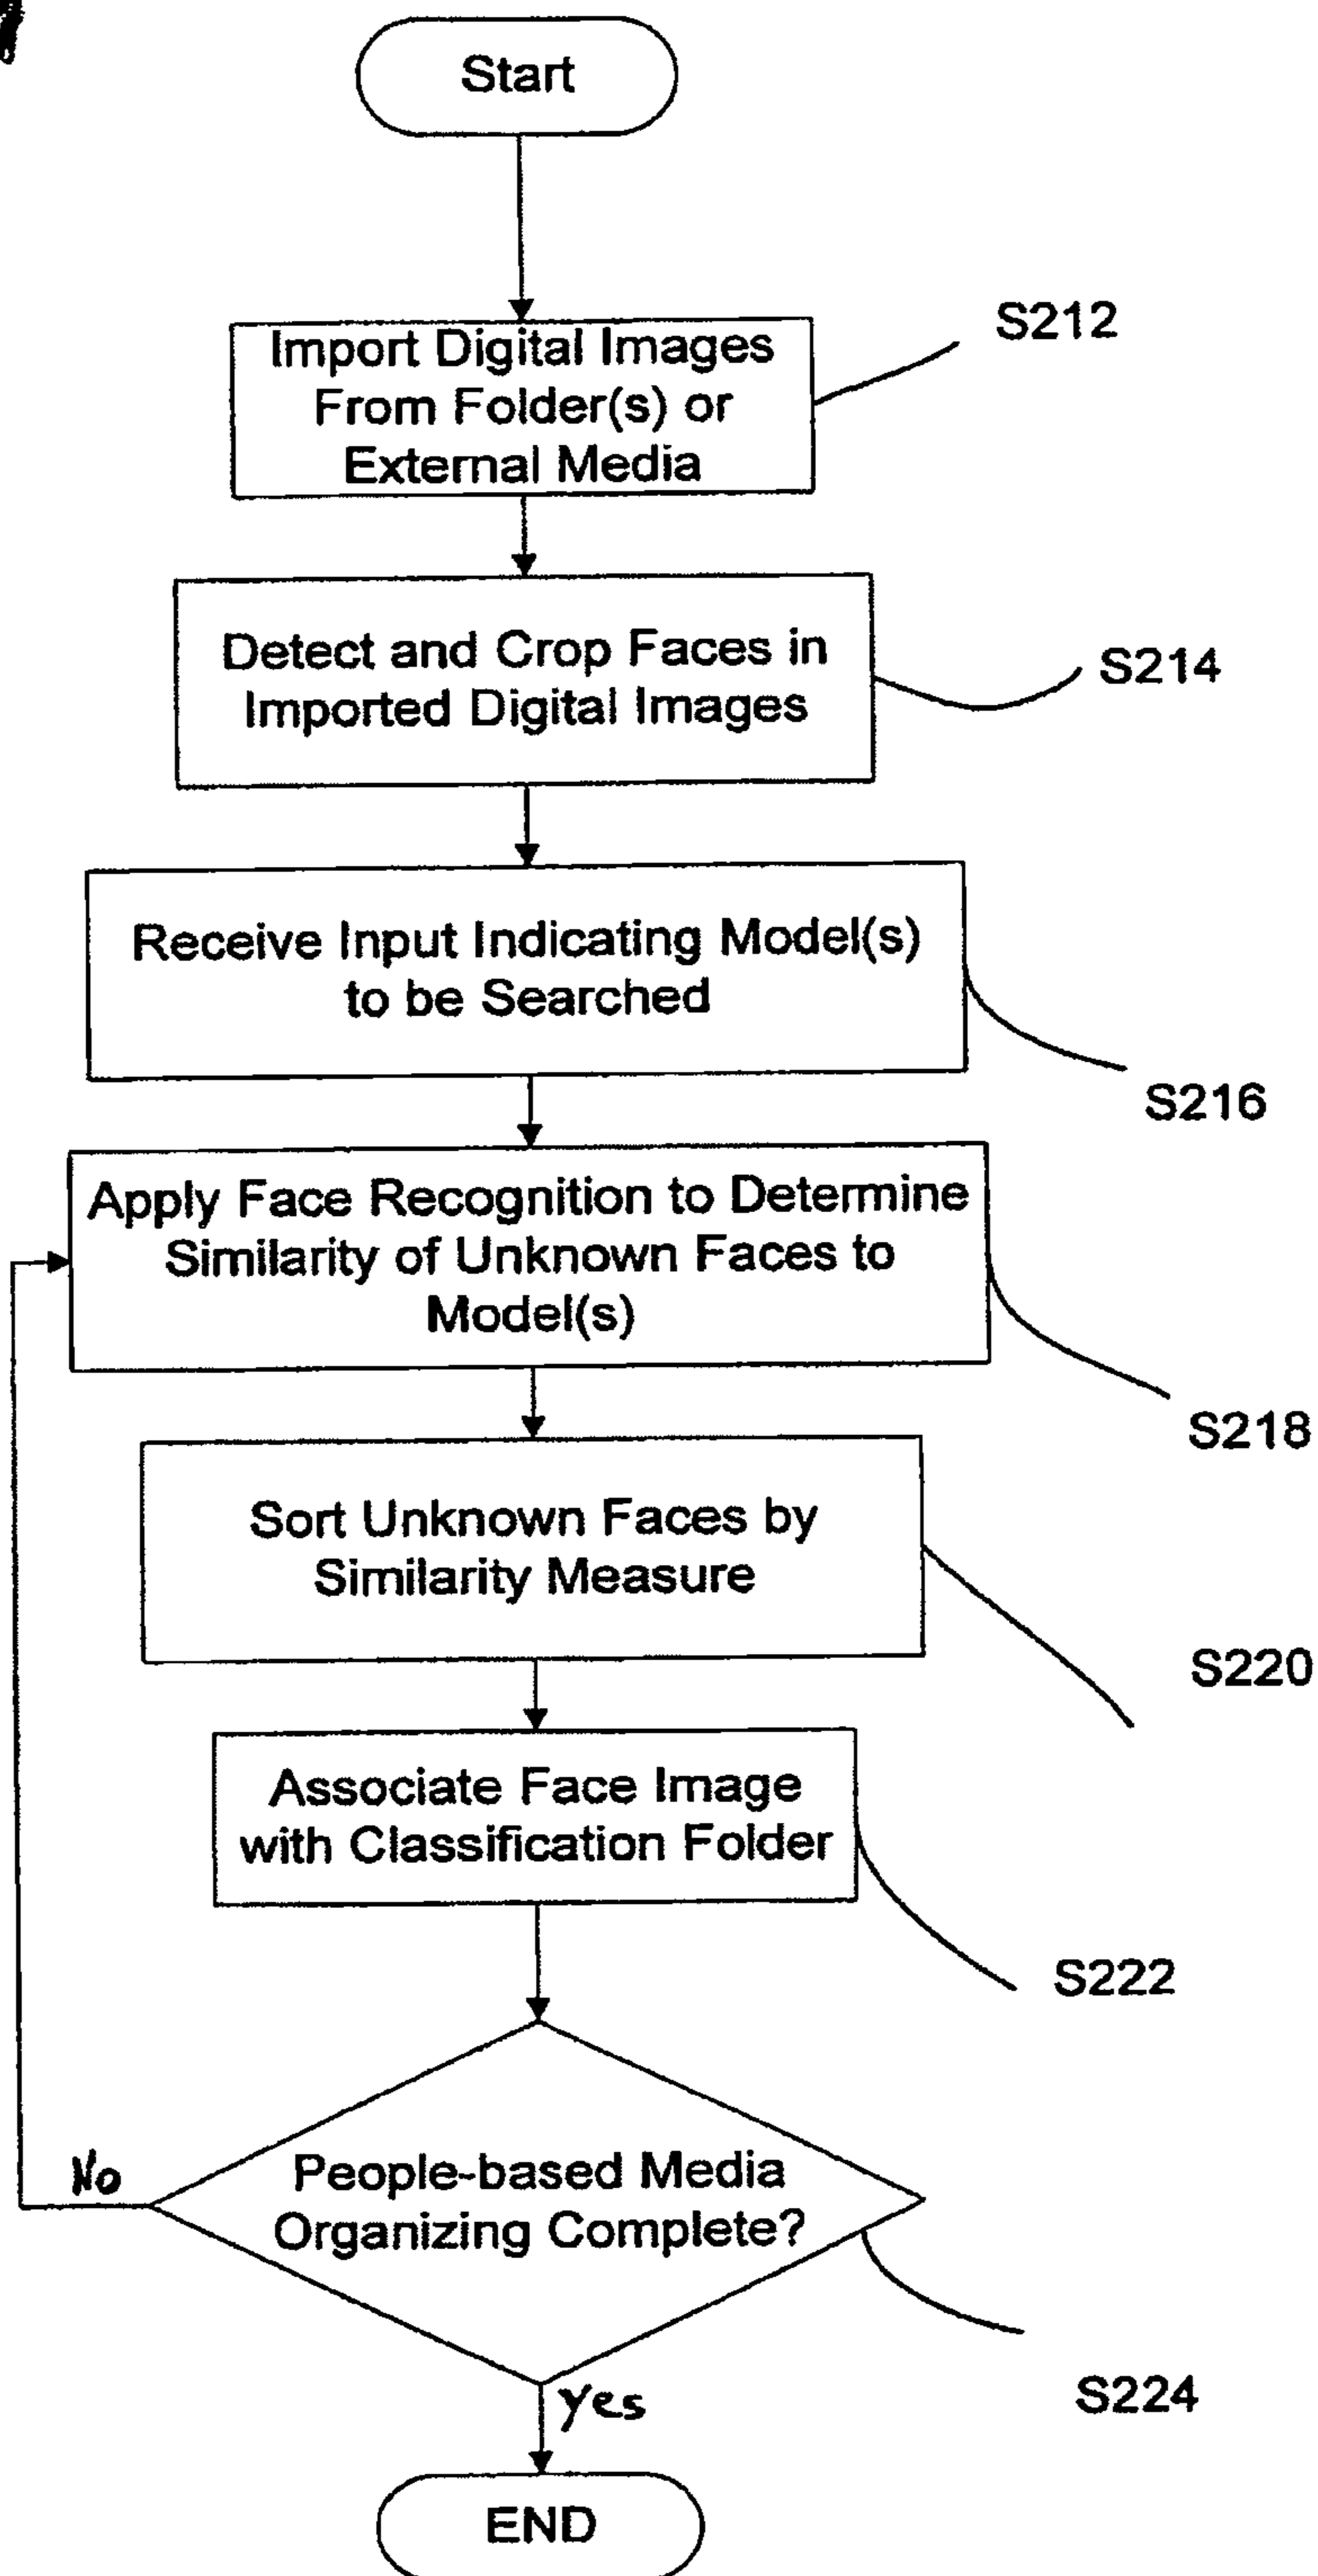 Start
Import Digital Images
From Folder(s) or
External Media
S212
Detect and Crop Faces in
Imported Digital Images
S214
Receive Input Indicating Model(s)
to be Searched
S216
Apply Face Recognition to Determine
Similarity of Unknown Faces to
Model(s)
S218
Sort Unknown Faces by
Similarity Measure
S220
Associate Face Image
with Classification Folder
S222
People-based Media
Organizing Complete?
No
S224
yes
END